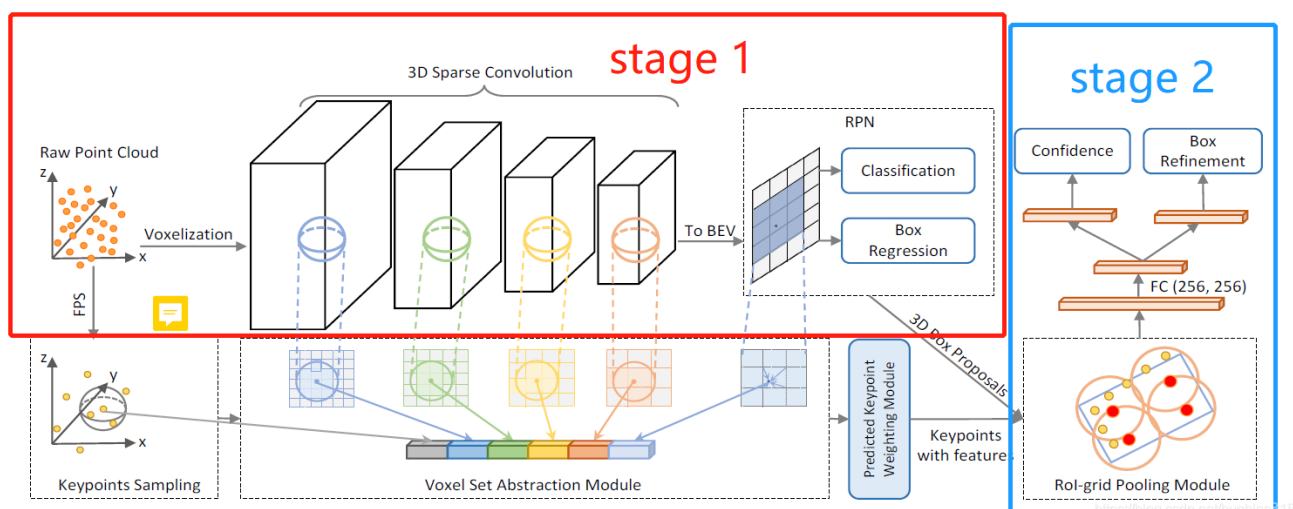 stage 1
stage 2
3D Sparse Convolution
RPN
Raw Point Cloud
z
y
x
Voxelization
To BEV
Classification
Box
Regression
Confidence
Box
Refinement
FC (256, 256)
FPS
3D Box Proposals
z
y
x
Keypoints Sampling
Voxel Set Abstraction Module
Predicted Keypoint
Weighting Module
Keypoints
with features
RoI-grid Pooling Module